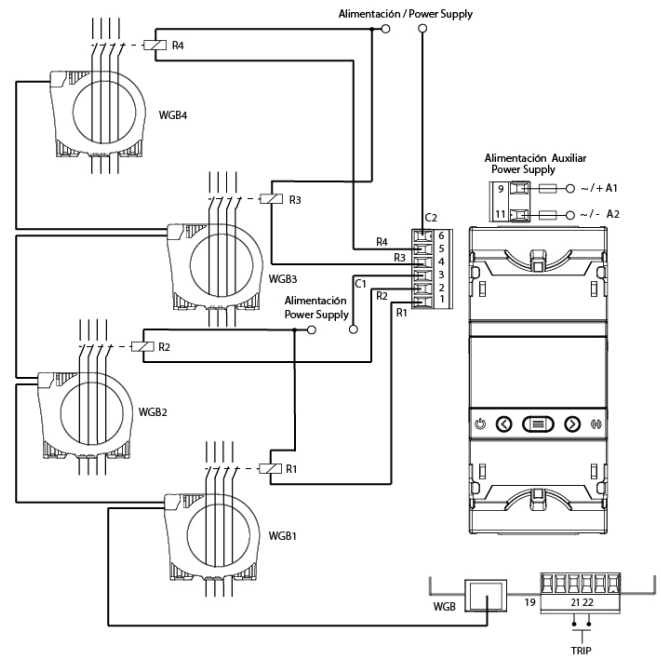 Alimentación / Power Supply
R4
WGB4
R3
WGB3
Alimentación
Power Supply
R2
WGB2
R1
WGB1
C2
R4
R3
C1
R2
R1
6
5
4
3
2
1
Alimentación Auxiliar
Power Supply
9 ~/+ A1
11 ~/- A2
WGB
19 21 22
TRIP